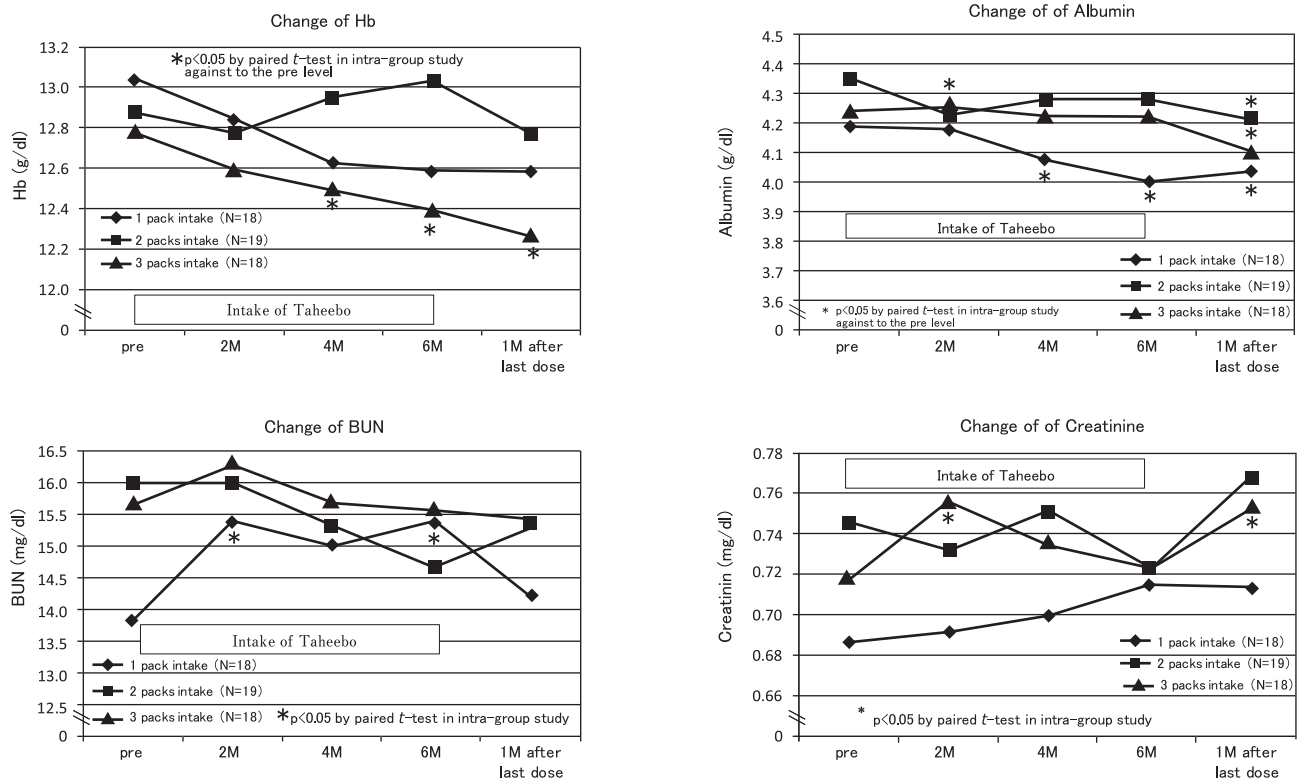 Change of Hb
13.2
13.0
12.8
12.6
12.4
12.2
12.0
0
Hb (g/dl)
*p<0.05 by paired t-test in intra-group study
against to the pre level
1 pack intake (N=18)
2 packs intake (N=19)
3 packs intake (N=18)
*
*
*
Intake of Taheebo
pre 2M 4M 6M 1M after
last dose
Change of of Albumin
4.5
4.4
4.3
4.2
4.1
4.0
3.9
3.8
3.7
3.6
0
Albumin (g/dl)
*
*
*
*
*
*
Intake of Taheebo
1 pack intake (N=18)
2 packs intake (N=19)
3 packs intake (N=18)
* p<0.05 by paired t-test in intra-group study
against to the pre level
pre 2M 4M 6M 1M after
last dose
Change of BUN
16.5
16.0
15.5
15.0
14.5
14.0
13.5
13.0
12.5
0
BUN (mg/dl)
*
*
Intake of Taheebo
1 pack intake (N=18)
2 packs intake (N=19)
3 packs intake (N=18)
*p<0.05 by paired t-test in intra-group study
pre 2M 4M 6M 1M after
last dose
Change of of Creatinine
0.78
0.76
0.74
0.72
0.70
0.68
0.66
0
Creatinin (mg/dl)
Intake of Taheebo
*
*
1 pack intake (N=18)
2 packs intake (N=19)
3 packs intake (N=18)
* p<0.05 by paired t-test in intra-group study
pre 2M 4M 6M 1M after
last dose